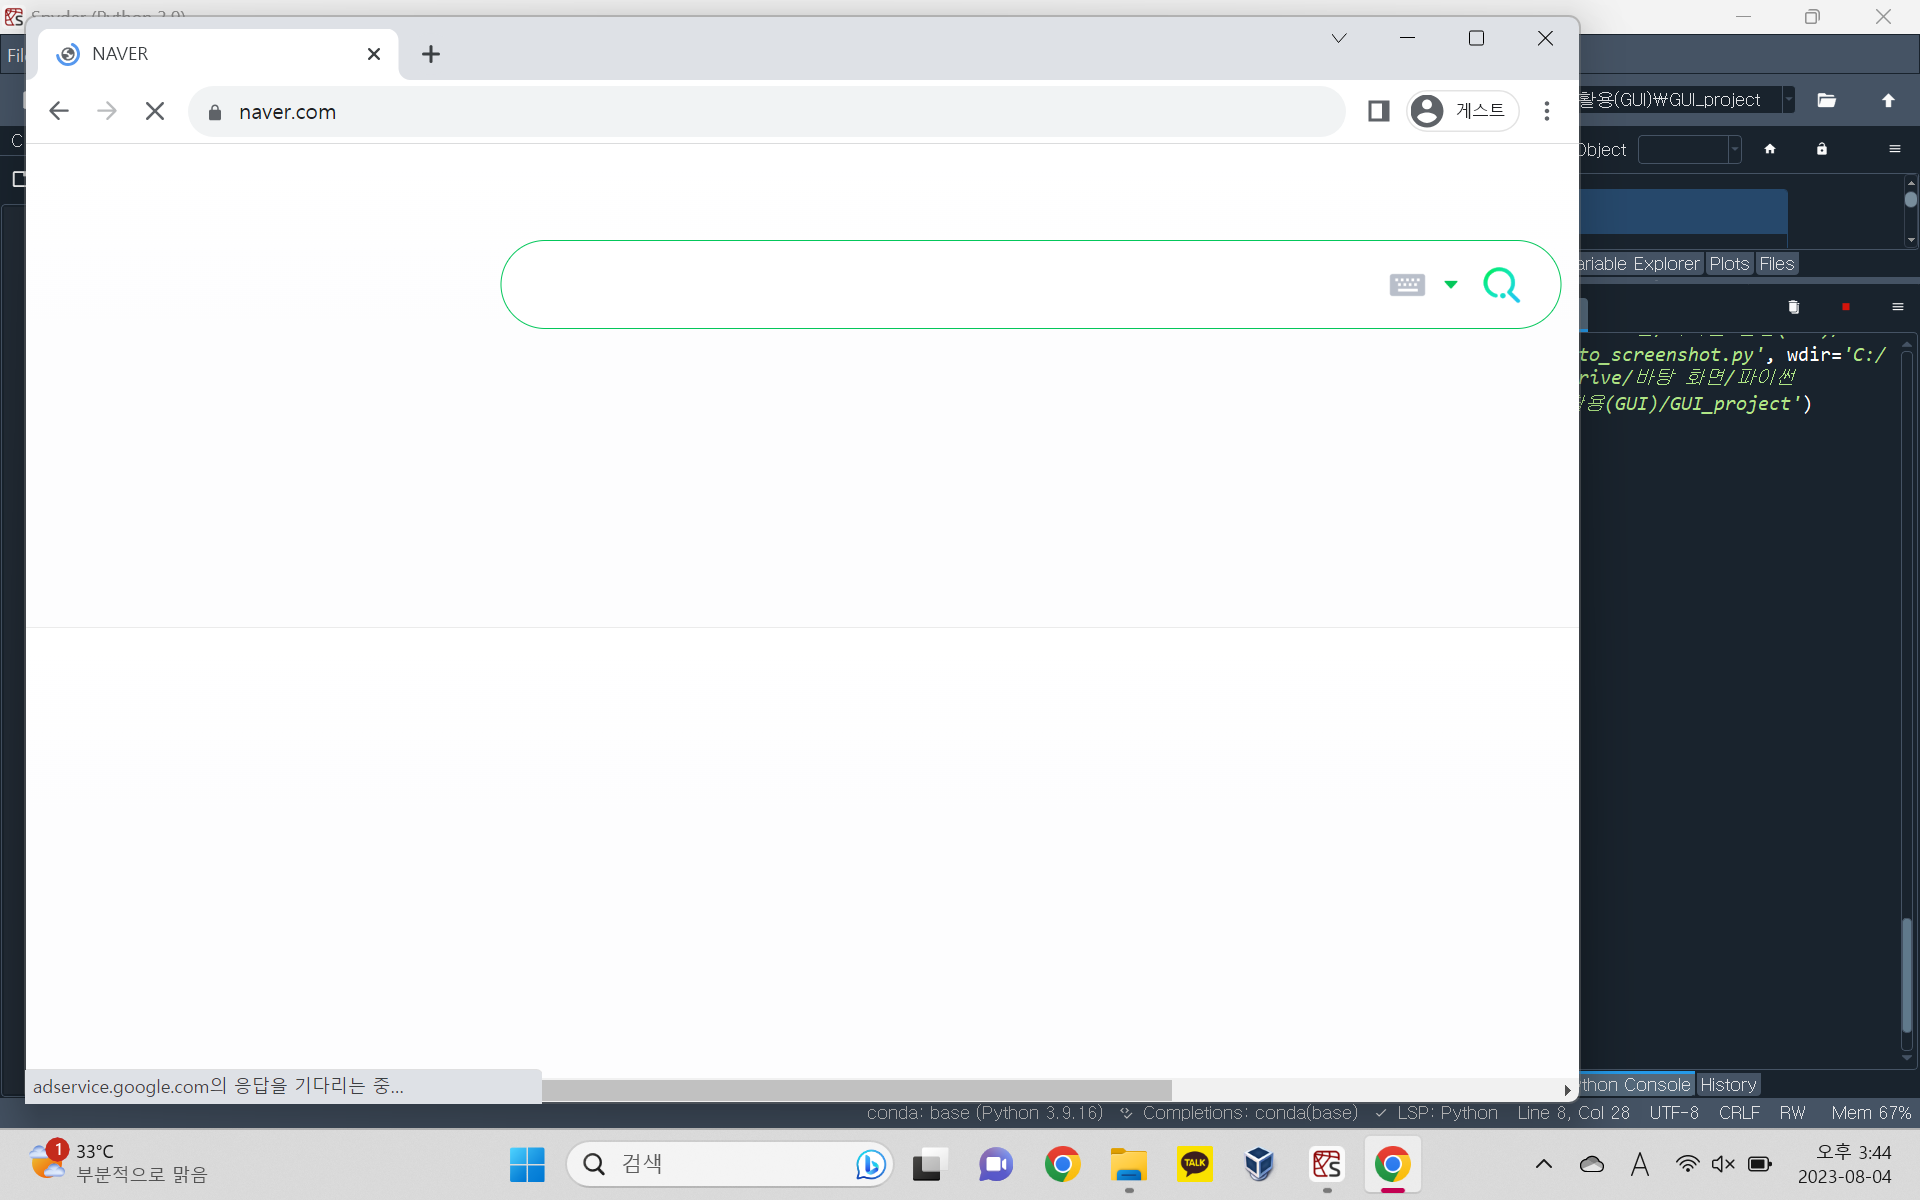 NAVER
naver.com
게스트
활용(GUI)₩GUI_project
Object
Variable Explorer
Plots
Files
to_screenshot.py', wdir='C:/
rive/바탕 화면/파이썬
활용(GUI)/GUI_project')
adservice.google.com의 응답을 기다리는 중...
ython Console
History
conda: base (Python 3.9.16)
Completions: conda(base)
LSP: Python
Line 8, Col 28
UTF-8
CRLF
RW
Mem 67%
1
33°C
부분적으로 맑음
검색
TALK
A
오후 3:44
2023-08-04